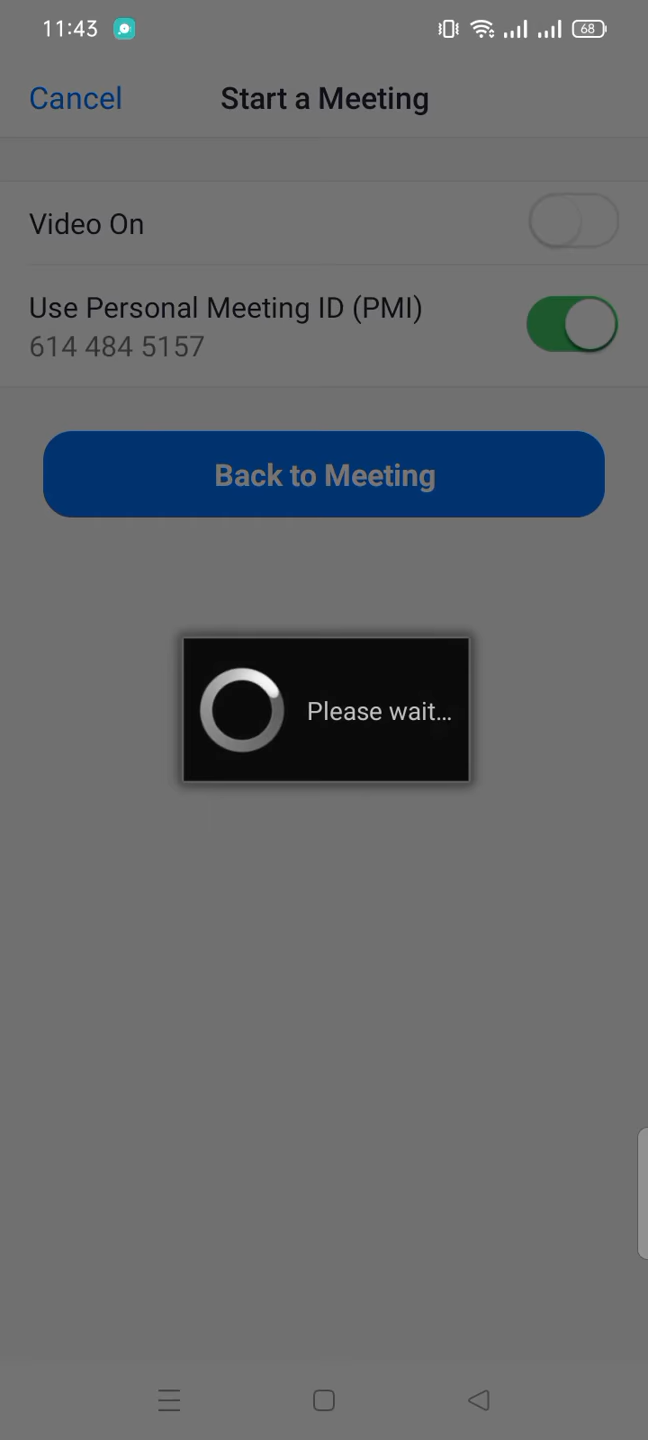 11:43
68
Cancel
Start a Meeting
Video On
Use Personal Meeting ID (PMI)
614 484 5157
Back to Meeting
Please wait...